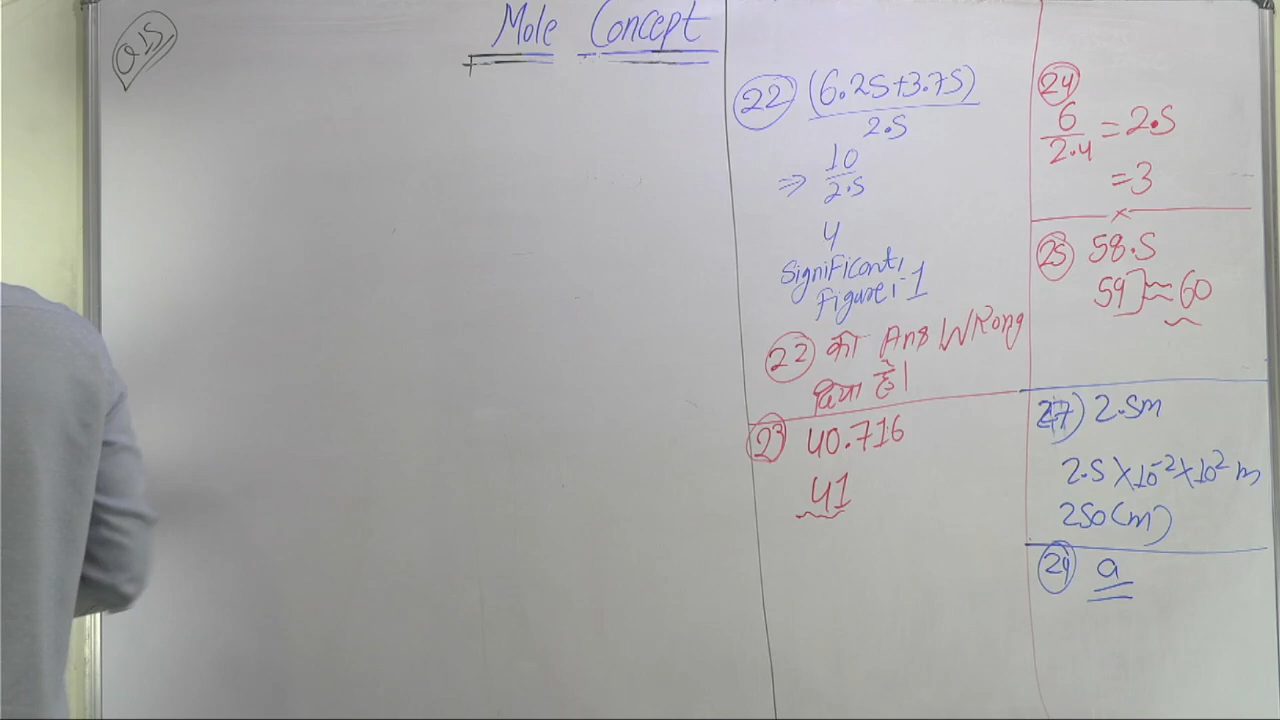 Q.15
Mole Concept
22 (6.25+3.75)
2.5
⇒ 10
2.5
4
Significant
Figure:- 1
22 का Ans WRong
दिया है।
23 40.716
41
24
6
2.4 = 2.5
= 3
x
25 58.5
59] ≈ 60
27) 2.5m
2.5 x 10⁻² x 10² m
250 cm)
29 a